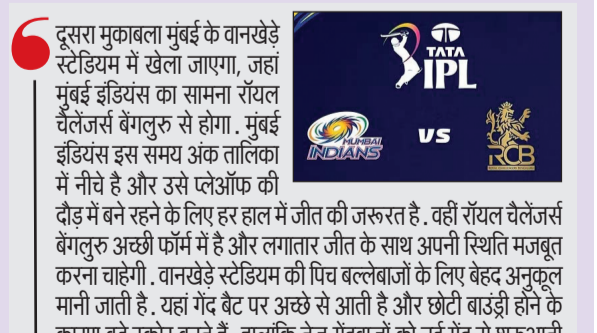 दूसरा मुकाबला मुंबई के वानखेड़े
स्टेडियम में खेला जाएगा, जहां
मुंबई इंडियंस का सामना रॉयल
चैलेंजर्स बेंगलुरु से होगा. मुंबई
इंडियंस इस समय अंक तालिका
में नीचे है और उसे प्लेऑफ की
TATA
IPL
MUMBAI
INDIANS
VS
RCB
दौड़ में बने रहने के लिए हर हाल में जीत की जरूरत है. वहीं रॉयल चैलेंजर्स
बेंगलुरु अच्छी फॉर्म में है और लगातार जीत के साथ अपनी स्थिति मजबूत
करना चाहेगी. वानखेड़े स्टेडियम की पिच बल्लेबाजों के लिए बेहद अनुकूल
मानी जाती है. यहां गेंद बैट पर अच्छे से आती है और छोटी बाउंड्री होने के